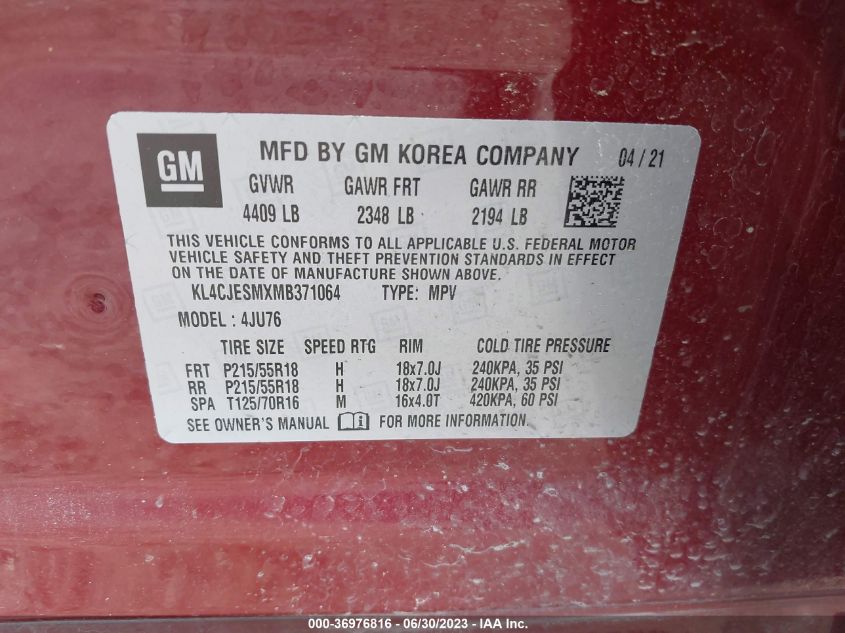 GM MFD BY GM KOREA COMPANY 04 / 21
GVWR GAWR FRT GAWR RR
4409 LB 2348 LB 2194 LB
THIS VEHICLE CONFORMS TO ALL APPLICABLE U.S. FEDERAL MOTOR
VEHICLE SAFETY AND THEFT PREVENTION STANDARDS IN EFFECT
ON THE DATE OF MANUFACTURE SHOWN ABOVE.
KL4CJESMXMB371064 TYPE: MPV
MODEL : 4JU76
TIRE SIZE SPEED RTG RIM COLD TIRE PRESSURE
FRT P215/55R18 H 18x7.0J 240KPA, 35 PSI
RR P215/55R18 H 18x7.0J 240KPA, 35 PSI
SPA T125/70R16 M 16x4.0T 420KPA, 60 PSI
SEE OWNER'S MANUAL FOR MORE INFORMATION.
000-36976816 - 06/30/2023 - © IAA Inc.